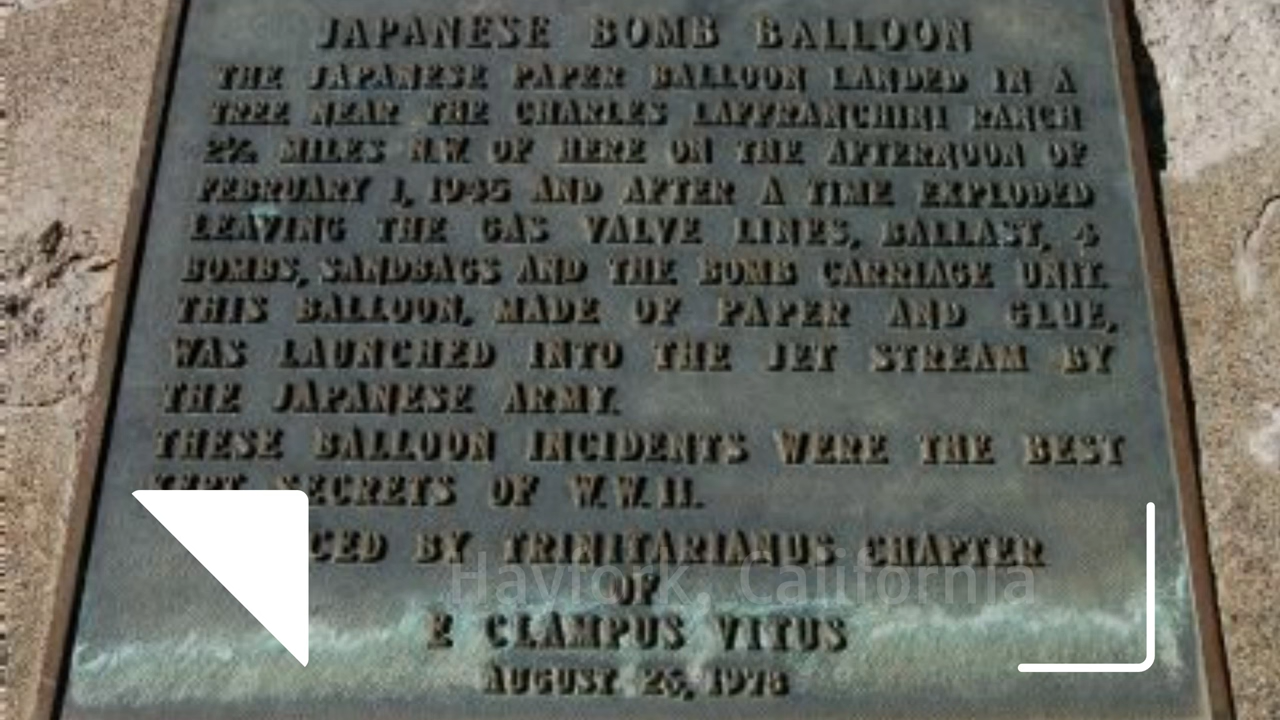 JAPANESE BOMB BALLOON
THE JAPANESE PAPER BALLOON LANDED IN A
TREE NEAR THE CHARLES LAFFRANCHINI RANCH
2½ MILES N.W. OF HERE ON THE AFTERNOON OF
FEBRUARY 1, 1945 AND AFTER A TIME EXPLODED
LEAVING THE GAS VALVE LINES, BALLAST, 4
BOMBS, SANDBAGS AND THE BOMB CARRIAGE UNIT.
THIS BALLOON, MADE OF PAPER AND GLUE,
WAS LAUNCHED INTO THE JET STREAM BY
THE JAPANESE ARMY.
THESE BALLOON INCIDENTS WERE THE BEST
KEPT SECRETS OF W.W. II.
CED BY TRINITARIANUS CHAPTER
Hayfork, California
OF
E CLAMPUS VITUS
AUGUST 26, 1978